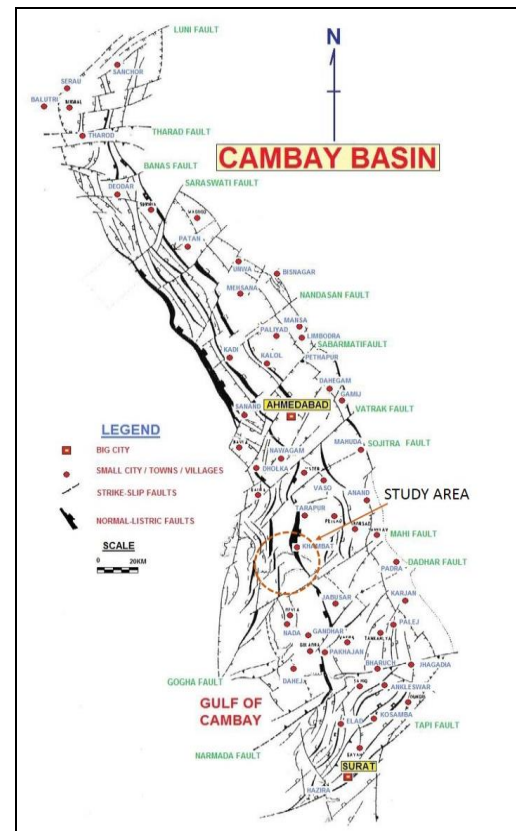 LUNI FAULT
SANCHOR
SERAU
BALUTRI
THAROD
THARAD FAULT
N
CAMBAY BASIN
BANAS FAULT
DEODAR
SARASWATI FAULT
PATAN
UNWA
BISNAGAR
MEHSANA
NANDASAN FAULT
MANSA
PALIYAD
LIMBODRA
SABARMATIFAULT
KADI
PETHAPUR
KALOL
DAHEGAM
GAMIJ
AHMEDABAD
SANAND
VATRAK FAULT
LEGEND
BIG CITY
MAHUDA
SOJITRA FAULT
NAWAGAM
SMALL CITY / TOWNS / VILLAGES
DHOLKA
VASO
STRIKE-SLIP FAULTS
ANAND
STUDY AREA
TARAPUR
NORMAL-LISTRIC FAULTS
MAHI FAULT
SCALE
KHAMBAT
0 20KM
DADHAR FAULT
PADRA
KARJAN
JABUSAR
PALEJ
NADA
GANDHAR
PAKHAJAN
BHARUCH
JHAGADIA
DAHEJ
GOGHA FAULT
ANKLESWAR
GULF OF
CAMBAY
KOSAMBA
ELAO
TAPI FAULT
NARMADA FAULT
SURAT
HAZIRA